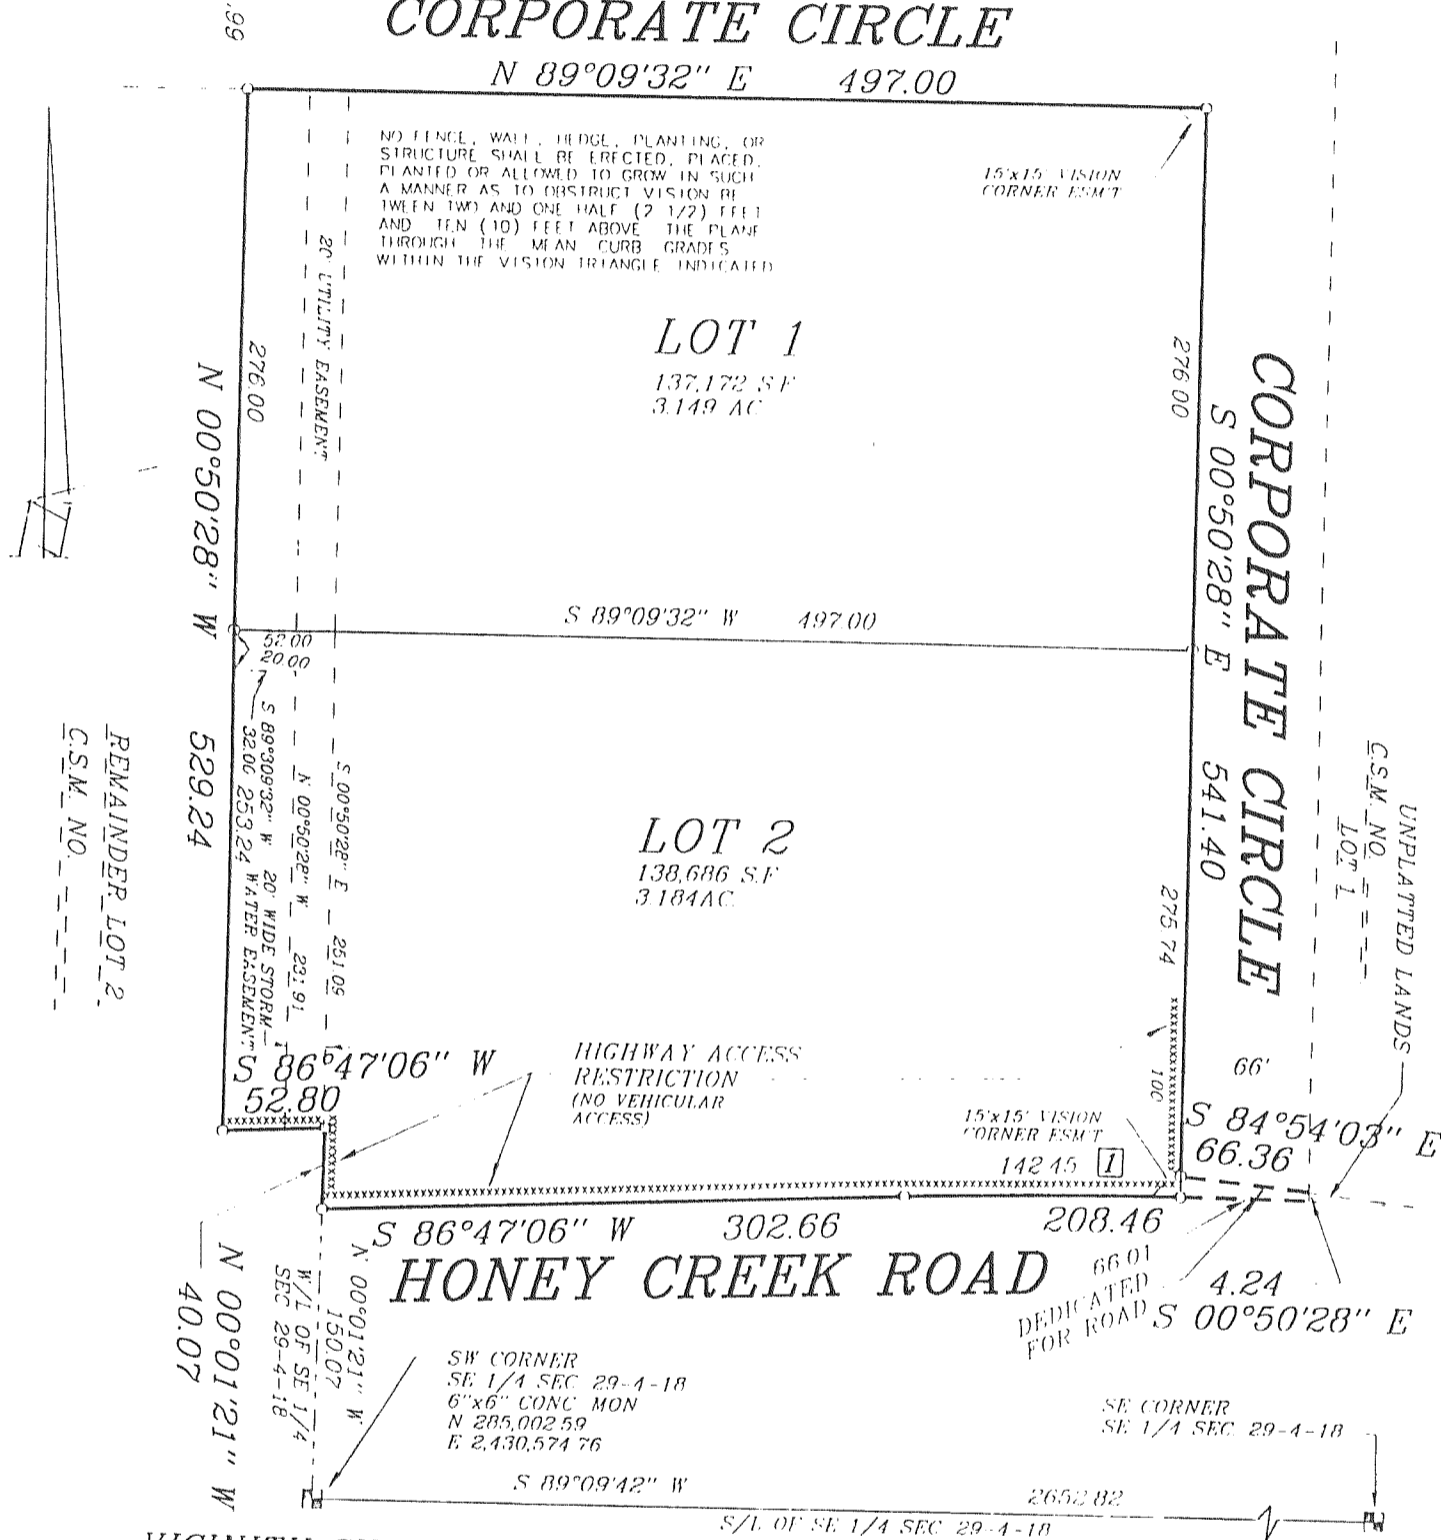 CORPORATE CIRCLE
N 89°09'32" E 497.00
NO FENCE, WALL, HEDGE, PLANTING, OR
STRUCTURE SHALL BE ERECTED, PLACED,
PLANTED OR ALLOWED TO GROW IN SUCH
A MANNER AS TO OBSTRUCT VISION BE
TWEEN TWO AND ONE HALF (2 1/2) FEET
AND TEN (10) FEET ABOVE THE PLANE
THROUGH THE MEAN CURB GRADES
WITHIN THE VISION TRIANGLE INDICATED
15'x15' VISION
CORNER ESM'T
20' UTILITY EASEMENT
LOT 1
137,172 S.F
3.149 AC
276.00
N 00°50'28" W 529.24
276.00
S 00°50'28" E 541.40
CORPORATE CIRCLE
S 89°09'32" W 497.00
52.00
20.00
S 89°309'32" W 20' WIDE STORM
32.00 253.24 WATER EASEMENT
N 00°50'28" W 231.91
S 00°50'28" E 251.09
REMAINDER LOT 2
C.S.M. NO.
LOT 2
138,686 S.F
3.184AC.
275.74
UNPLATTED LANDS
C.S.M. NO.
LOT 1
S 86°47'06" W
52.80
HIGHWAY ACCESS
RESTRICTION
(NO VEHICULAR
ACCESS)
100
66'
15'x15' VISION
CORNER ESM'T
142.45 1
S 84°54'03" E
66.36
S 86°47'06" W 302.66 208.46
HONEY CREEK ROAD
66.01
DEDICATED
FOR ROAD
4.24
S 00°50'28" E
N 00°01'21" W
40.07
N 00°01'21" W
150.07
W/L OF SE 1/4
SEC 29-4-18
SW CORNER
SE 1/4 SEC 29-4-18
6"x6" CONC MON
N 285,002.59
E 2,430,574.76
SE CORNER
SE 1/4 SEC. 29-4-18
S 89°09'42" W 2652.82
S/L OF SE 1/4 SEC 29-4-18